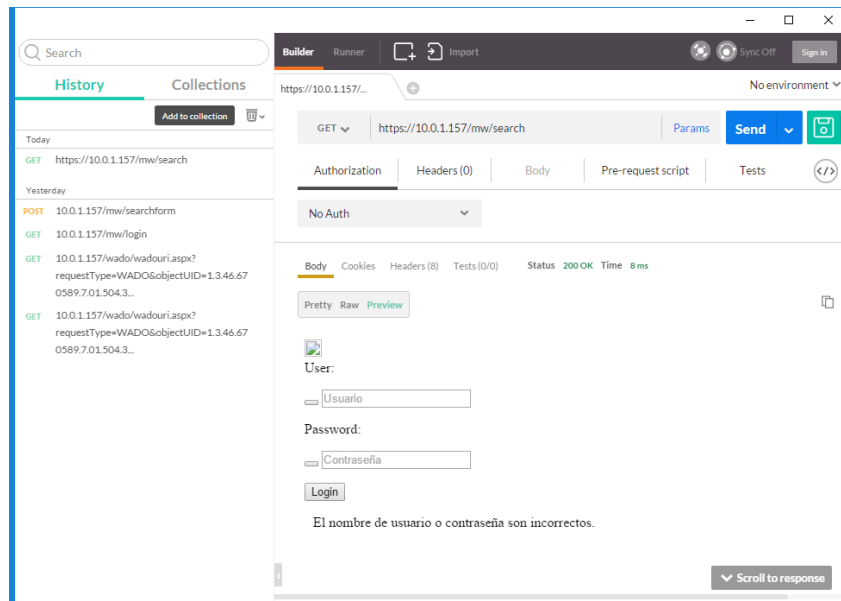 Search
History Collections
Add to collection
Today
GET https://10.0.1.157/mw/search
Yesterday
POST 10.0.1.157/mw/searchform
GET 10.0.1.157/mw/login
GET 10.0.1.157/wado/wadouri.aspx?
requestType=WADO&objectUID=1.3.46.67
0589.7.01.504.3...
GET 10.0.1.157/wado/wadouri.aspx?
requestType=WADO&objectUID=1.3.46.67
0589.7.01.504.3...
Builder Runner Import Sync Off Sign in
https://10.0.1.157/... No environment
GET https://10.0.1.157/mw/search Params Send
Authorization Headers (0) Body Pre-request script Tests
No Auth
Body Cookies Headers (8) Tests (0/0) Status 200 OK Time 8 ms
Pretty Raw Preview
User:
Usuario
Password:
Contraseña
Login
El nombre de usuario o contraseña son incorrectos.
Scroll to response